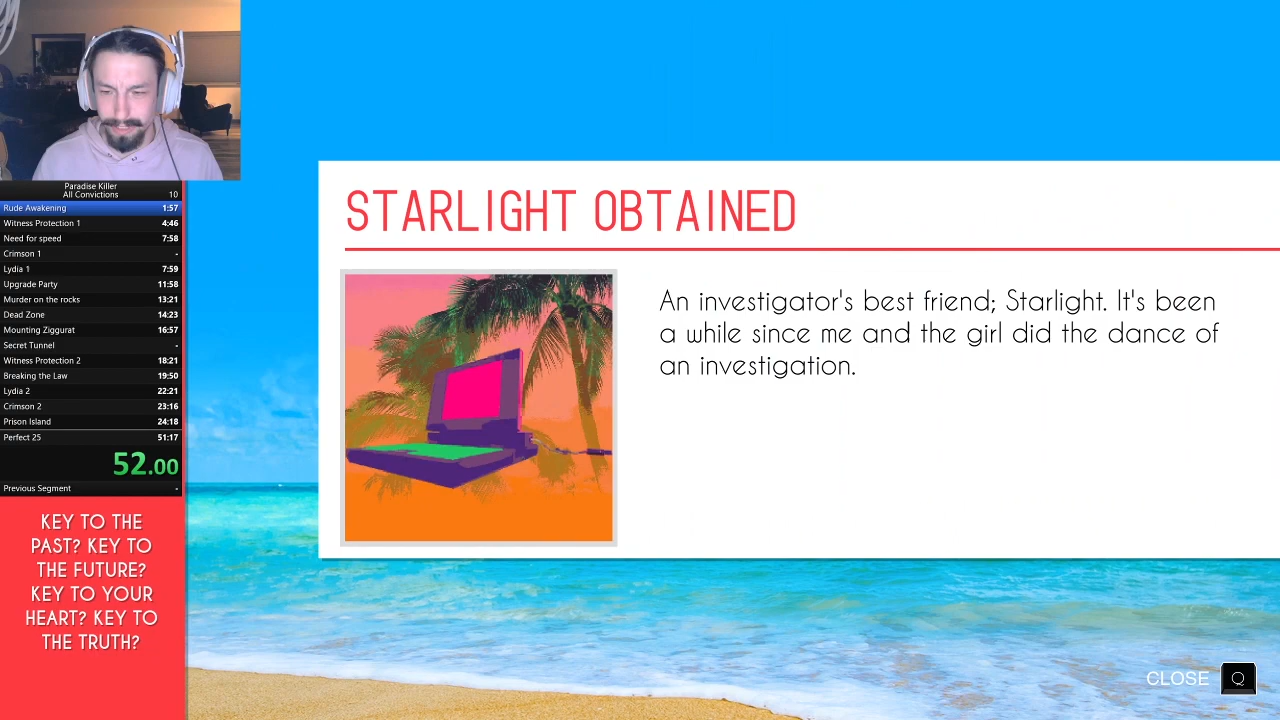 Paradise Killer
All Convictions 10
Rude Awakening 1:57
Witness Protection 1 4:46
Need for speed 7:58
Crimson 1 -
Lydia 1 7:59
Upgrade Party 11:58
Murder on the rocks 13:21
Dead Zone 14:23
Mounting Ziggurat 16:57
Secret Tunnel -
Witness Protection 2 18:21
Breaking the Law 19:50
Lydia 2 22:21
Crimson 2 23:16
Prison Island 24:18
Perfect 25 51:17
52.00
Previous Segment -
KEY TO THE
PAST? KEY TO
THE FUTURE?
KEY TO YOUR
HEART? KEY TO
THE TRUTH?
STARLIGHT OBTAINED
An investigator's best friend; Starlight. It's been
a while since me and the girl did the dance of
an investigation.
CLOSE Q